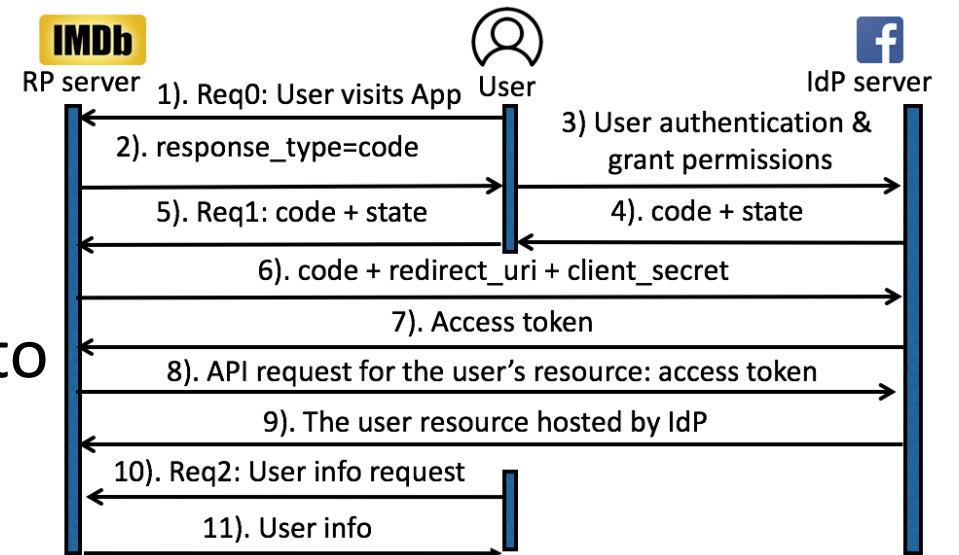 IMDb
RP server
User
IdP server
1). Req0: User visits App
3) User authentication &
grant permissions
2). response_type=code
5). Req1: code + state
4). code + state
6). code + redirect_uri + client_secret
7). Access token
to
8). API request for the user's resource: access token
9). The user resource hosted by IdP
10). Req2: User info request
11). User info